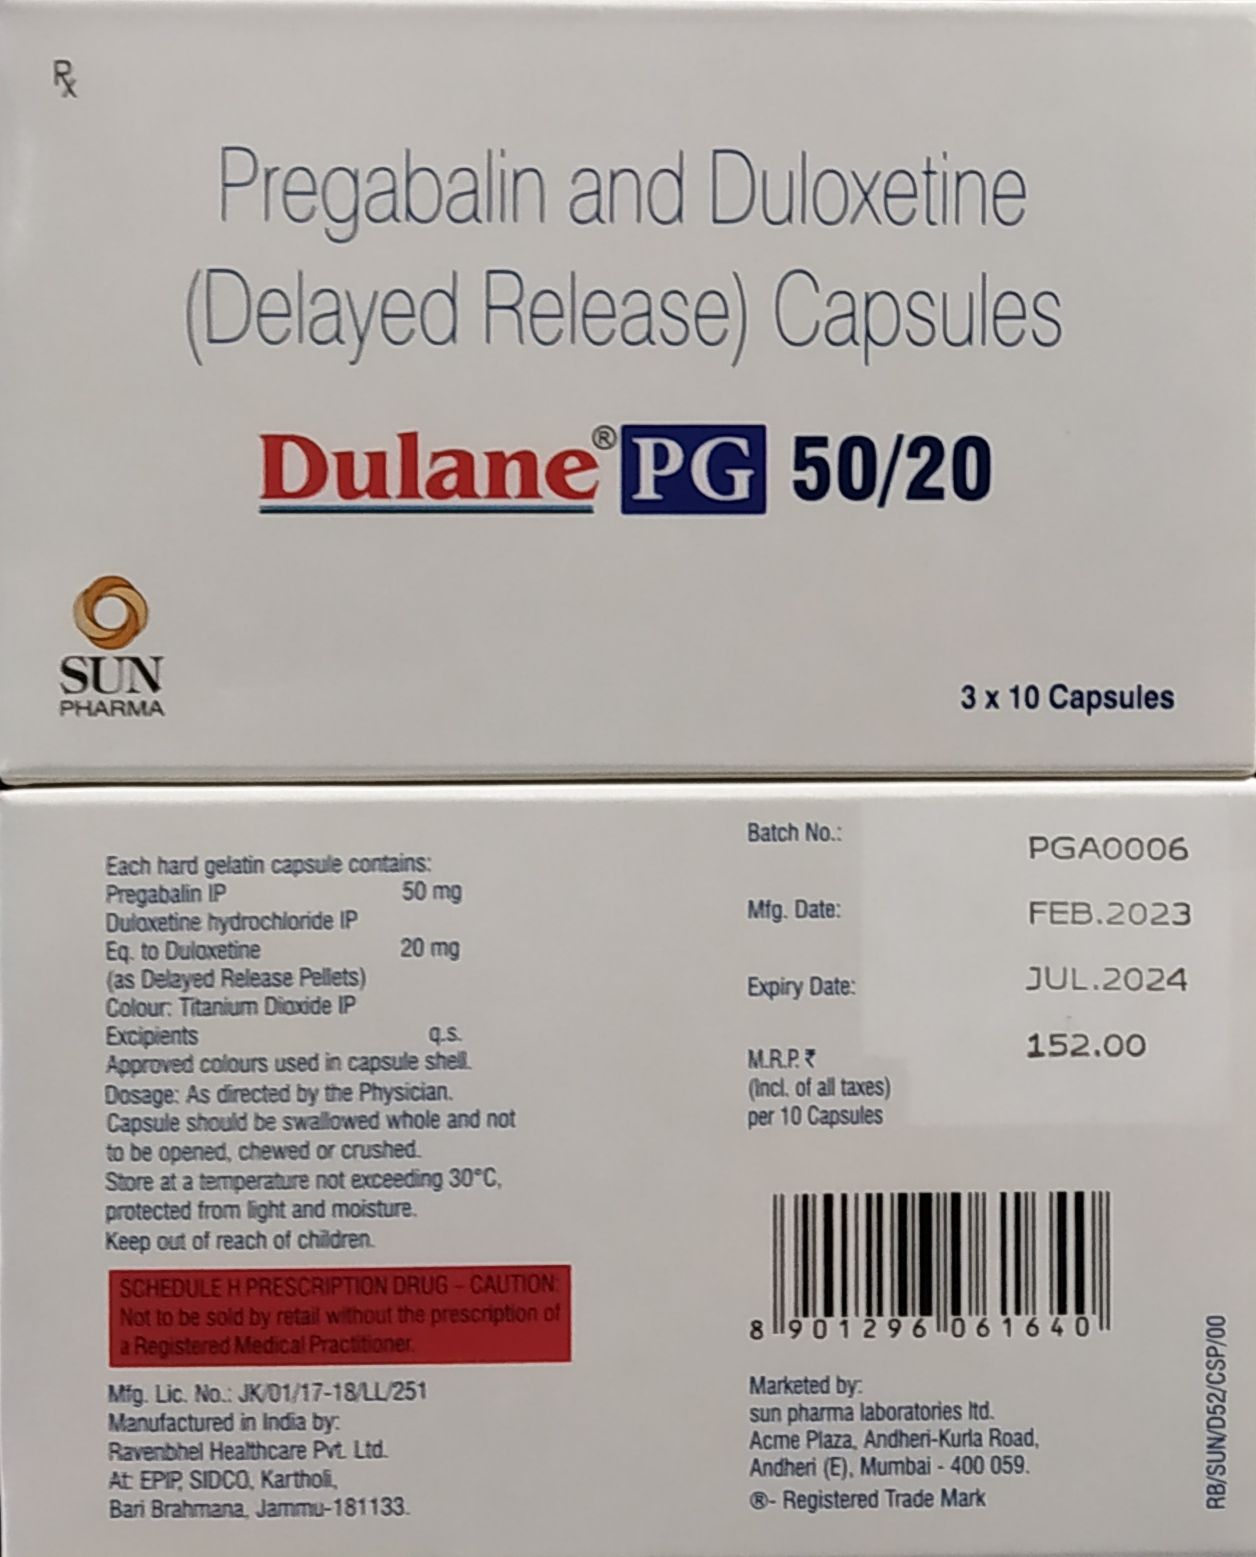 Rx
Pregabalin and Duloxetine
(Delayed Release) Capsules
Dulane® PG 50/20
SUN
PHARMA
3 x 10 Capsules
Each hard gelatin capsule contains:
Pregabalin IP 50 mg
Duloxetine hydrochloride IP
Eq. to Duloxetine 20 mg
(as Delayed Release Pellets)
Colour: Titanium Dioxide IP
Excipients q.s.
Approved colours used in capsule shell.
Dosage: As directed by the Physician.
Capsule should be swallowed whole and not
to be opened, chewed or crushed.
Store at a temperature not exceeding 30°C,
protected from light and moisture.
Keep out of reach of children.
SCHEDULE H PRESCRIPTION DRUG – CAUTION:
Not to be sold by retail without the prescription of
a Registered Medical Practitioner.
Mfg. Lic. No.: JK/01/17-18/LL/251
Manufactured in India by:
Ravenbhel Healthcare Pvt. Ltd.
At: EPIP, SIDCO, Kartholi,
Bari Brahmana, Jammu-181133.
Batch No.: PGA0006
Mfg. Date: FEB.2023
Expiry Date: JUL.2024
M.R.P. ₹ 152.00
(Incl. of all taxes)
per 10 Capsules
8 901296 061640
Marketed by:
sun pharma laboratories ltd.
Acme Plaza, Andheri-Kurla Road,
Andheri (E), Mumbai - 400 059.
®- Registered Trade Mark
RB/SUN/D52/CSP/00